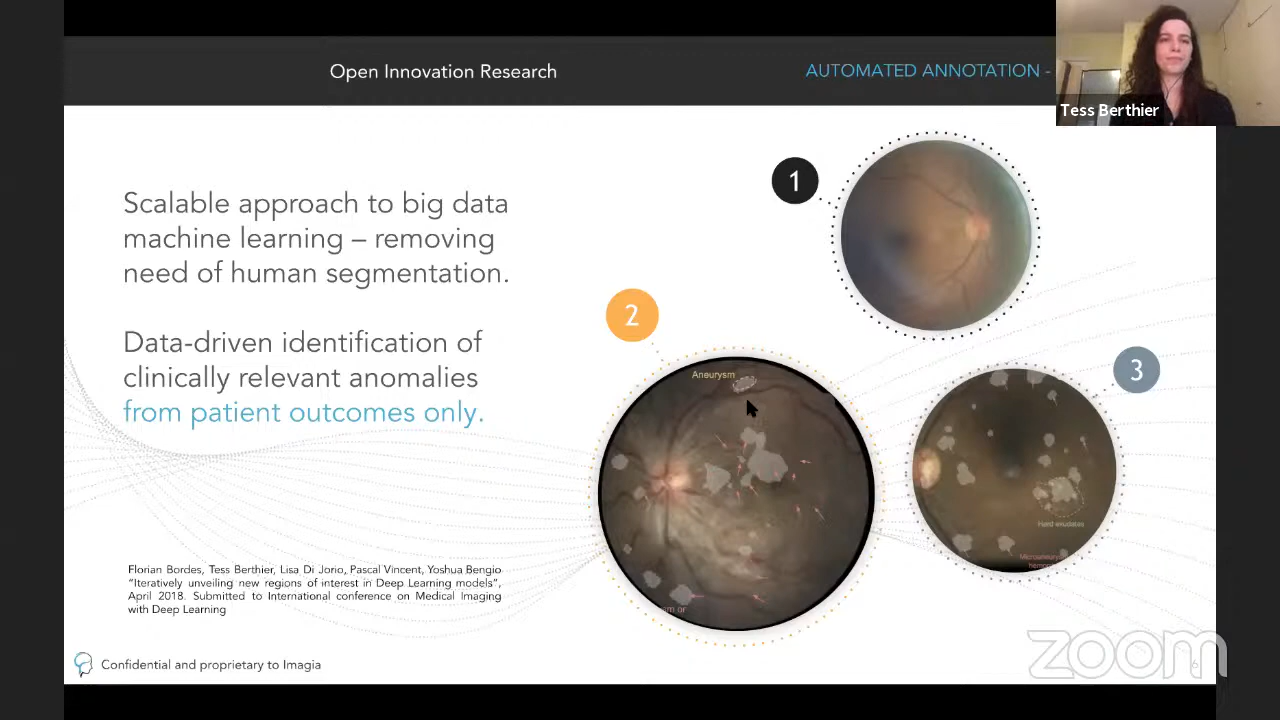 Open Innovation Research
AUTOMATED ANNOTATION -
Tess Berthier
1
Scalable approach to big data
machine learning – removing
need of human segmentation.
2
Data-driven identification of
clinically relevant anomalies
from patient outcomes only.
3
Aneurysm
Hard exudates
am or
Florian Bordes, Tess Berthier, Lisa Di Jorio, Pascal Vincent, Yoshua Bengio
“Iteratively unveiling new regions of interest in Deep Learning models”,
April 2018. Submitted to International conference on Medical Imaging
with Deep Learning
Confidential and proprietary to Imagia
zoom
6